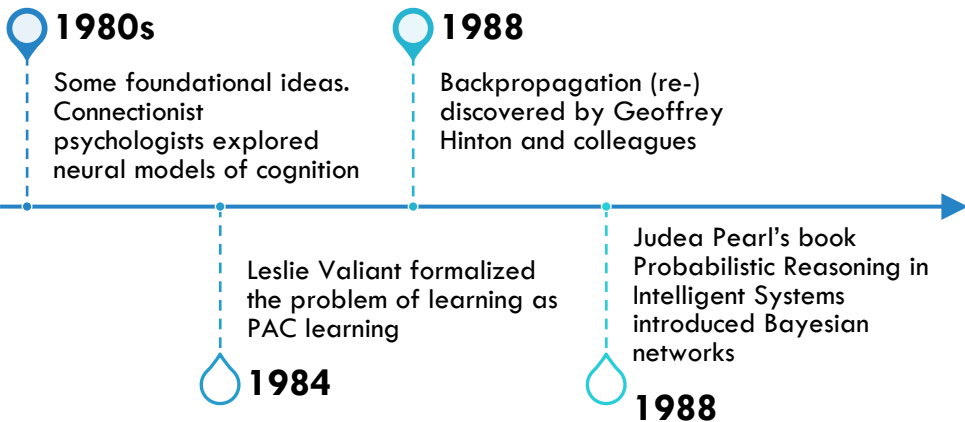 1980s
Some foundational ideas.
Connectionist
psychologists explored
neural models of cognition
1988
Backpropagation (re-)
discovered by Geoffrey
Hinton and colleagues
Leslie Valiant formalized
the problem of learning as
PAC learning
1984
Judea Pearl’s book
Probabilistic Reasoning in
Intelligent Systems
introduced Bayesian
networks
1988